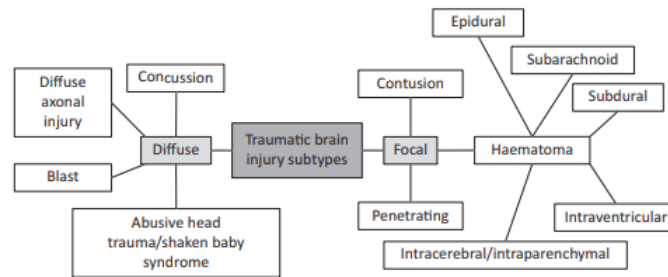 Epidural
Subarachnoid
Subdural
Diffuse
axonal
injury
Concussion
Contusion
Diffuse
Traumatic brain
injury subtypes
Focal
Haematoma
Blast
Abusive head
trauma/shaken baby
syndrome
Penetrating
Intraventricular
Intracerebral/intraparenchymal